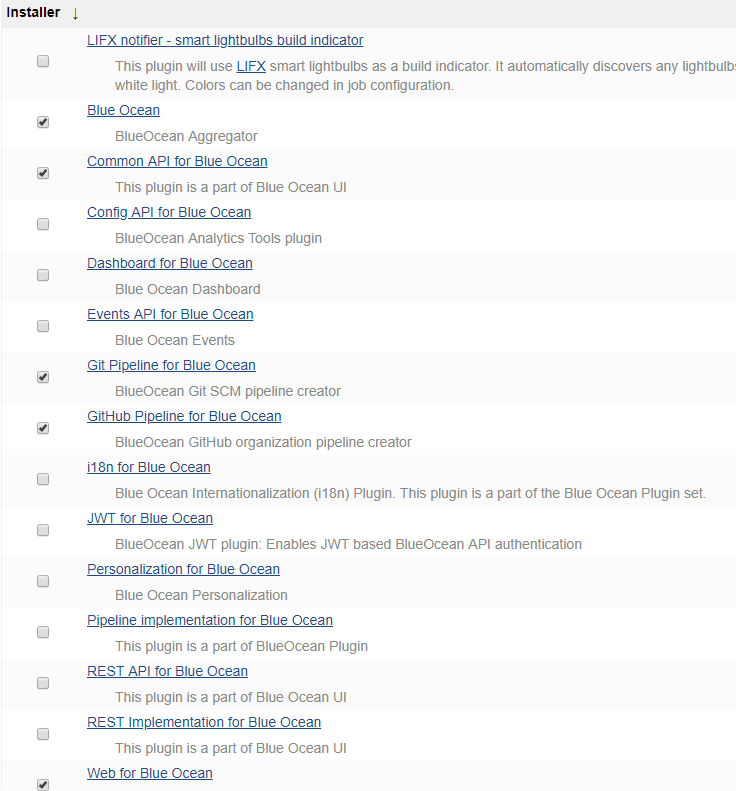 Installer ↓
LIFX notifier - smart lightbulbs build indicator
This plugin will use LIFX smart lightbulbs as a build indicator. It automatically discovers any lightbulbs
white light. Colors can be changed in job configuration.
Blue Ocean
BlueOcean Aggregator
Common API for Blue Ocean
This plugin is a part of Blue Ocean UI
Config API for Blue Ocean
BlueOcean Analytics Tools plugin
Dashboard for Blue Ocean
Blue Ocean Dashboard
Events API for Blue Ocean
Blue Ocean Events
Git Pipeline for Blue Ocean
BlueOcean Git SCM pipeline creator
GitHub Pipeline for Blue Ocean
BlueOcean GitHub organization pipeline creator
i18n for Blue Ocean
Blue Ocean Internationalization (i18n) Plugin. This plugin is a part of the Blue Ocean Plugin set.
JWT for Blue Ocean
BlueOcean JWT plugin: Enables JWT based BlueOcean API authentication
Personalization for Blue Ocean
Blue Ocean Personalization
Pipeline implementation for Blue Ocean
This plugin is a part of BlueOcean Plugin
REST API for Blue Ocean
This plugin is a part of Blue Ocean UI
REST Implementation for Blue Ocean
This plugin is a part of Blue Ocean UI
Web for Blue Ocean